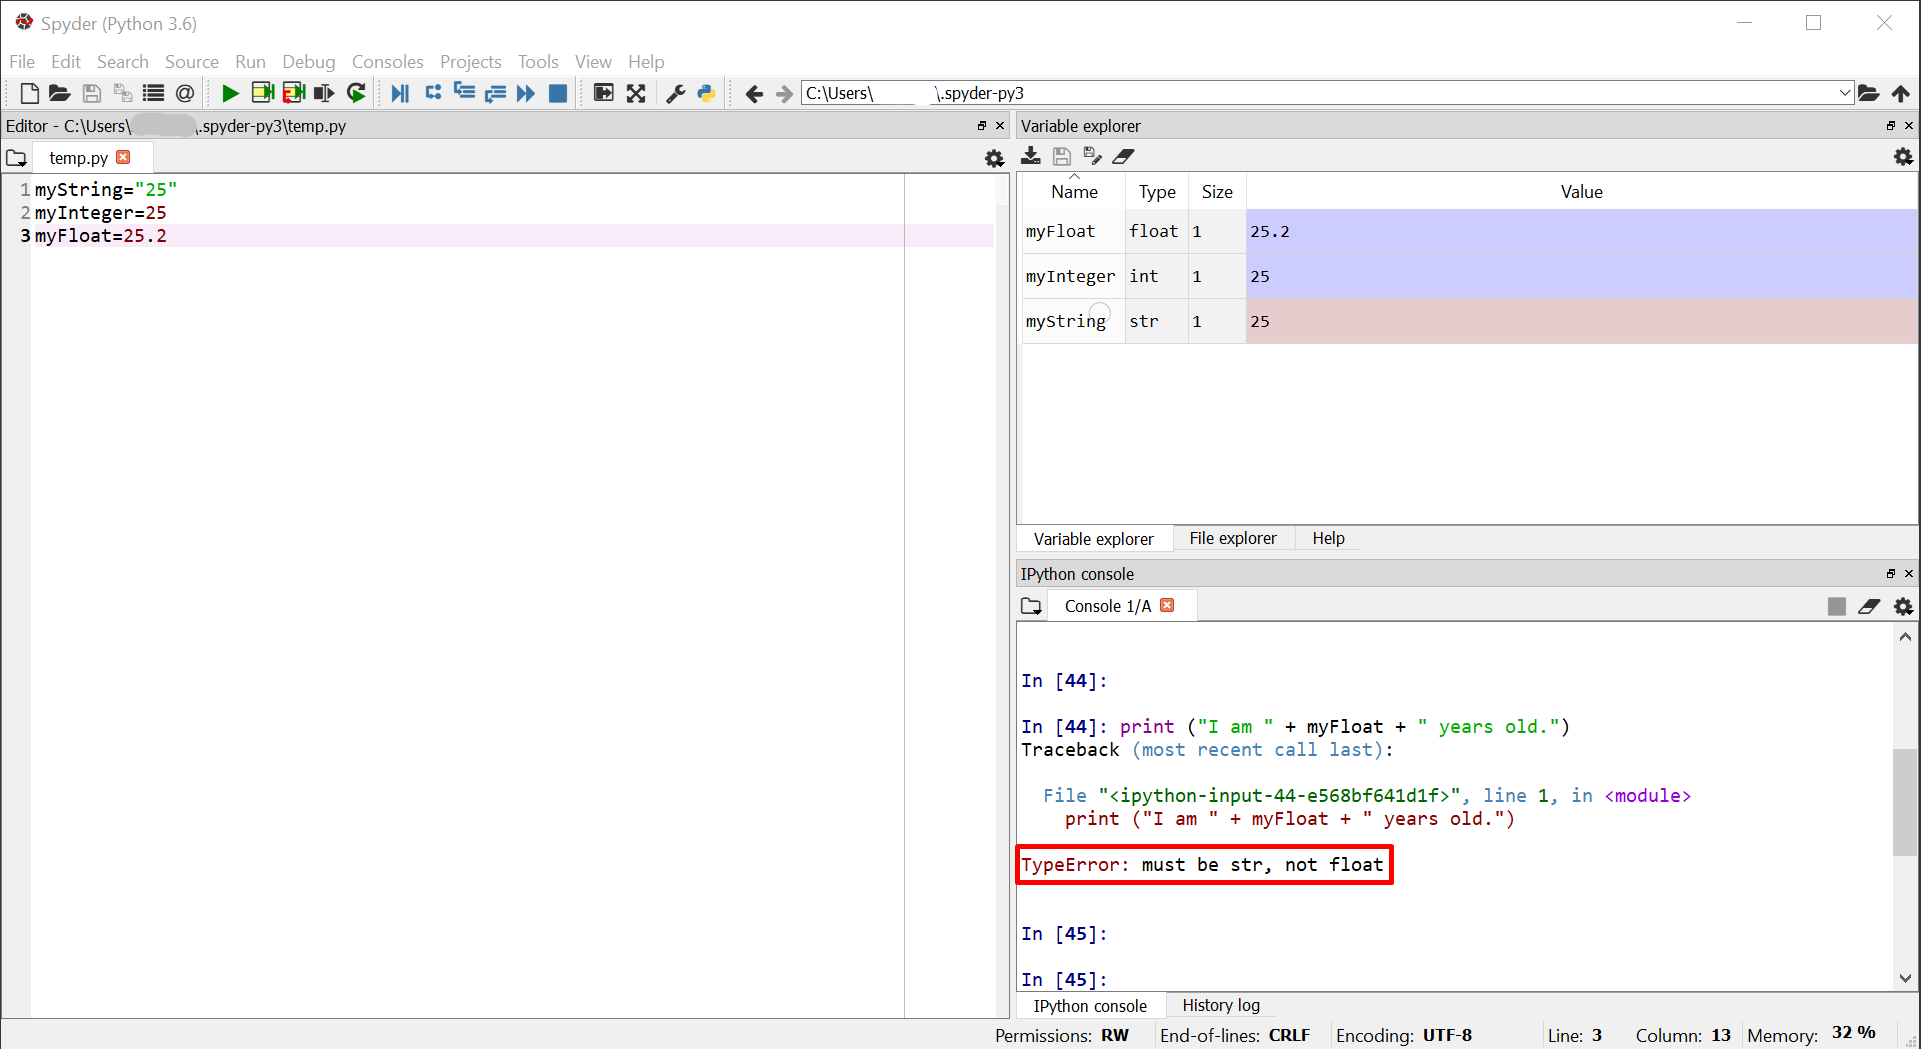 Spyder (Python 3.6)
File Edit Search Source Run Debug Consoles Projects Tools View Help
C:\Users\ \.spyder-py3
Editor - C:\Users\ \.spyder-py3\temp.py
temp.py
1 myString="25"
2 myInteger=25
3 myFloat=25.2
Variable explorer
Name Type Size Value
myFloat float 1 25.2
myInteger int 1 25
myString str 1 25
Variable explorer File explorer Help
IPython console
Console 1/A
In [44]:
In [44]: print ("I am " + myFloat + " years old.")
Traceback (most recent call last):
File "<ipython-input-44-e568bf641d1f>", line 1, in <module>
print ("I am " + myFloat + " years old.")
TypeError: must be str, not float
In [45]:
In [45]:
IPython console History log
Permissions: RW End-of-lines: CRLF Encoding: UTF-8 Line: 3 Column: 13 Memory: 32 %